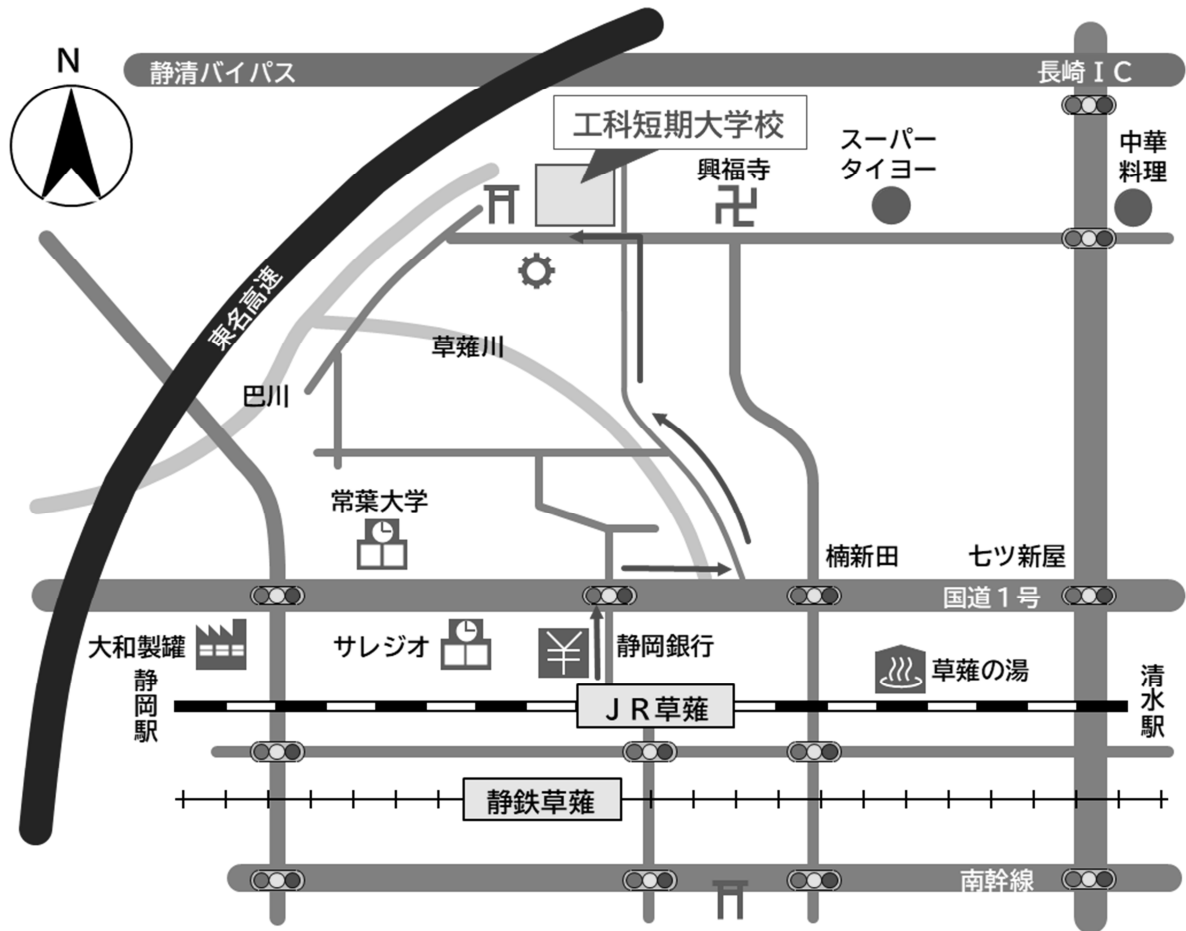 N
静清バイパス
長崎IC
工科短期大学校
興福寺
スーパー
タイヨー
中華
料理
東名高速
草薙川
巴川
常葉大学
楠新田
七ツ新屋
国道1号
大和製罐
サレジオ
静岡銀行
草薙の湯
静岡駅
JR草薙
清水駅
静鉄草薙
南幹線